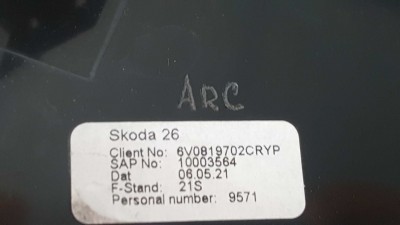 ARC
Skoda 26
Client No: 6V0819702CRYP
SAP No: 10003564
Dat 06.05.21
F-Stand: 21S
Personal number: 9571